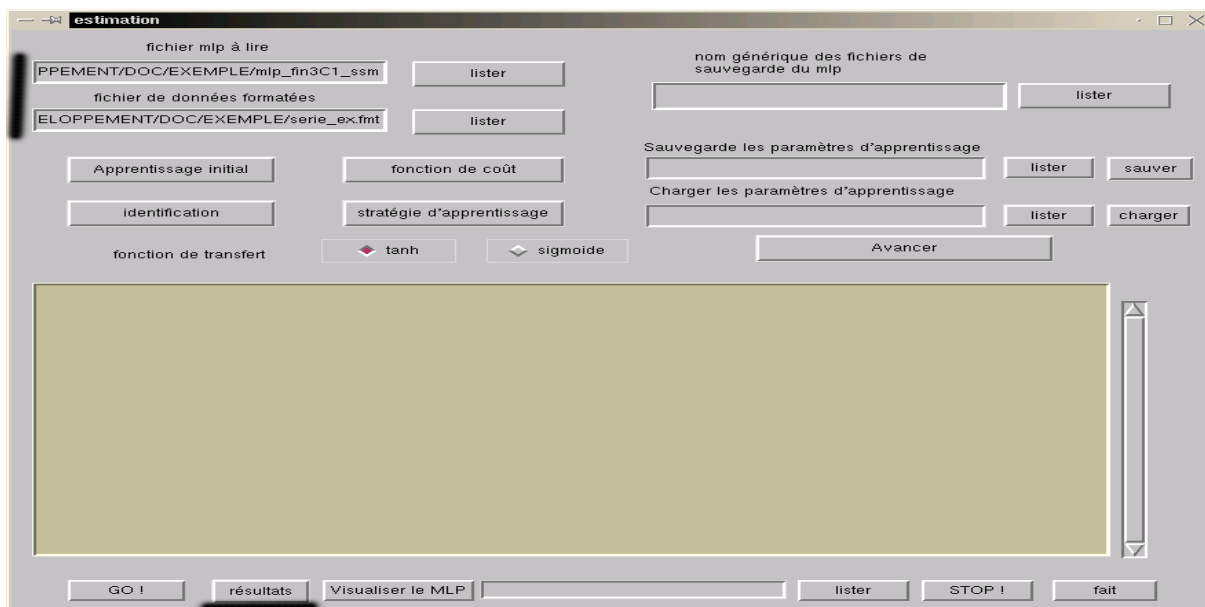 estimation
fichier mlp à lire
PPEMENT/DOC/EXEMPLE/mlp_fin3C1_ssm
lister
fichier de données formatées
ELOPPEMENT/DOC/EXEMPLE/serie_ex.fmt
lister
nom générique des fichiers de
sauvegarde du mlp
lister
Apprentissage initial
fonction de coût
identification
stratégie d'apprentissage
fonction de transfert
tanh
sigmoide
Sauvegarde les paramètres d'apprentissage
lister
sauver
Charger les paramètres d'apprentissage
lister
charger
Avancer
GO !
résultats
Visualiser le MLP
lister
STOP !
fait